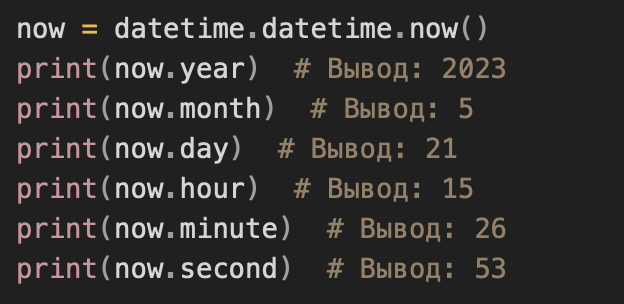 now = datetime.datetime.now()
print(now.year)  # Вывод: 2023
print(now.month)  # Вывод: 5
print(now.day)  # Вывод: 21
print(now.hour)  # Вывод: 15
print(now.minute)  # Вывод: 26
print(now.second)  # Вывод: 53